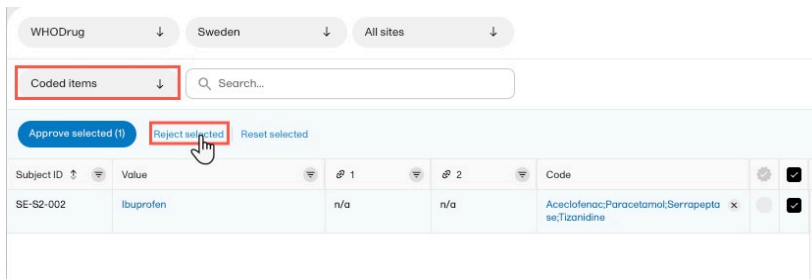 WHODrug Sweden All sites
Coded items Search...
Approve selected (1) Reject selected Reset selected
Subject ID Value 1 2 Code
SE-S2-002 Ibuprofen n/a n/a Aceclofenac;Paracetamol;Serrapepta
se;Tizanidine